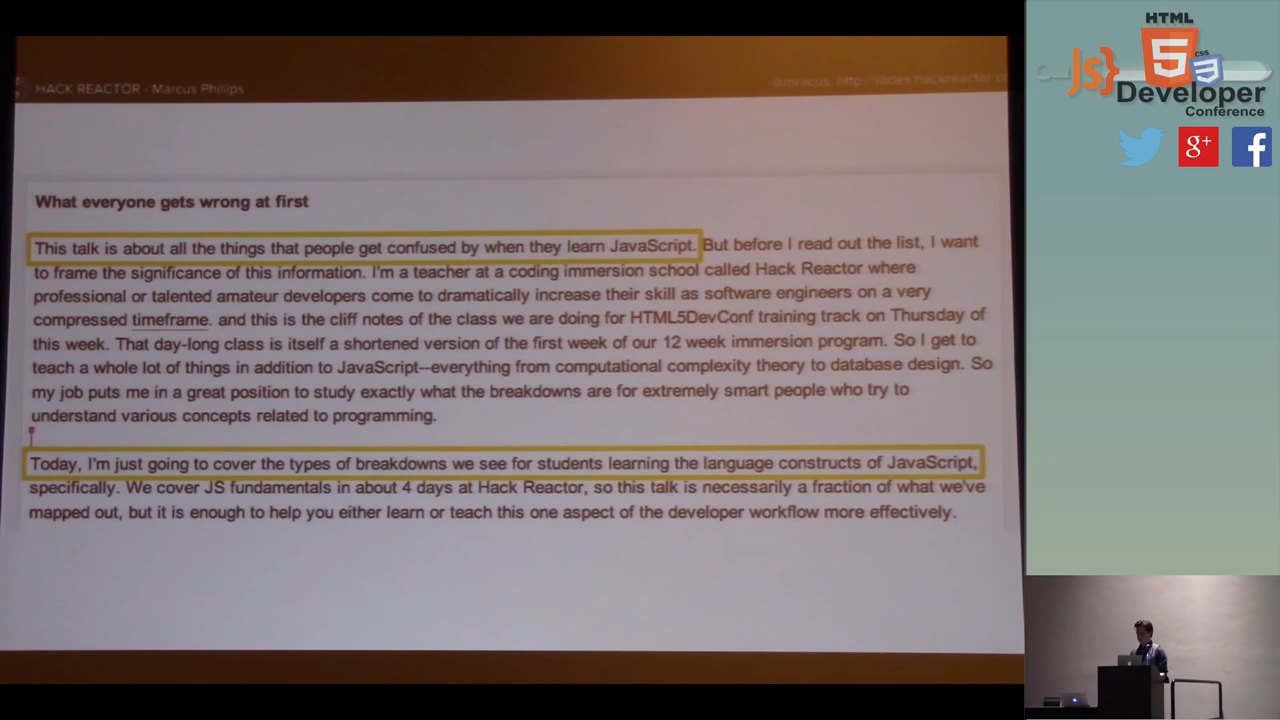 HACK REACTOR - Marcus Phillips
What everyone gets wrong at first
This talk is about all the things that people get confused by when they learn JavaScript. But before I read out the list, I want
to frame the significance of this information. I'm a teacher at a coding immersion school called Hack Reactor where
professional or talented amateur developers come to dramatically increase their skill as software engineers on a very
compressed timeframe. and this is the cliff notes of the class we are doing for HTML5DevConf training track on Thursday of
this week. That day-long class is itself a shortened version of the first week of our 12 week immersion program. So I get to
teach a whole lot of things in addition to JavaScript--everything from computational complexity theory to database design. So
my job puts me in a great position to study exactly what the breakdowns are for extremely smart people who try to
understand various concepts related to programming.
Today, I'm just going to cover the types of breakdowns we see for students learning the language constructs of JavaScript,
specifically. We cover JS fundamentals in about 4 days at Hack Reactor, so this talk is necessarily a fraction of what we've
mapped out, but it is enough to help you either learn or teach this one aspect of the developer workflow more effectively.
HTML
JS} 5 CSS 3
Developer
Conference
g+ f